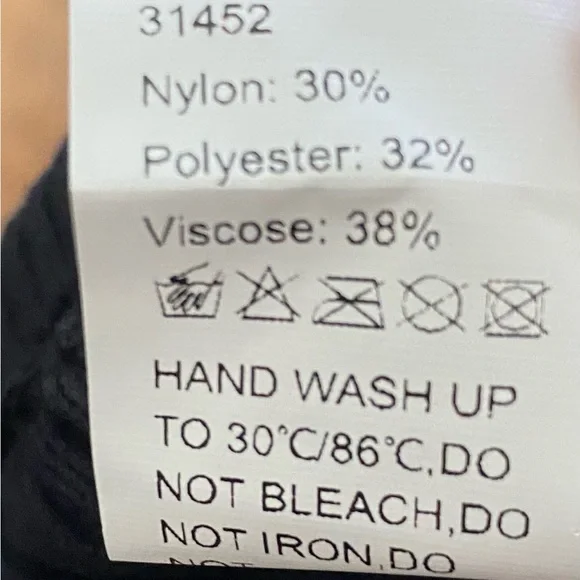 31452
Nylon: 30%
Polyester: 32%
Viscose: 38%
HAND WASH UP
TO 30°C/86°C,DO
NOT BLEACH,DO
NOT IRON,DO
NOT